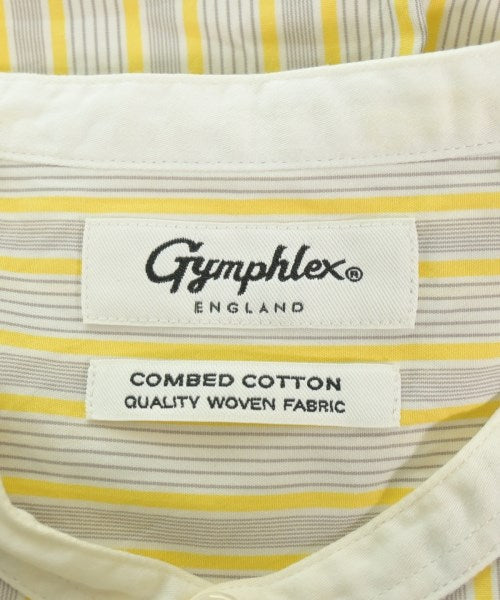 Gymphlex®
ENGLAND
COMBED COTTON
QUALITY WOVEN FABRIC